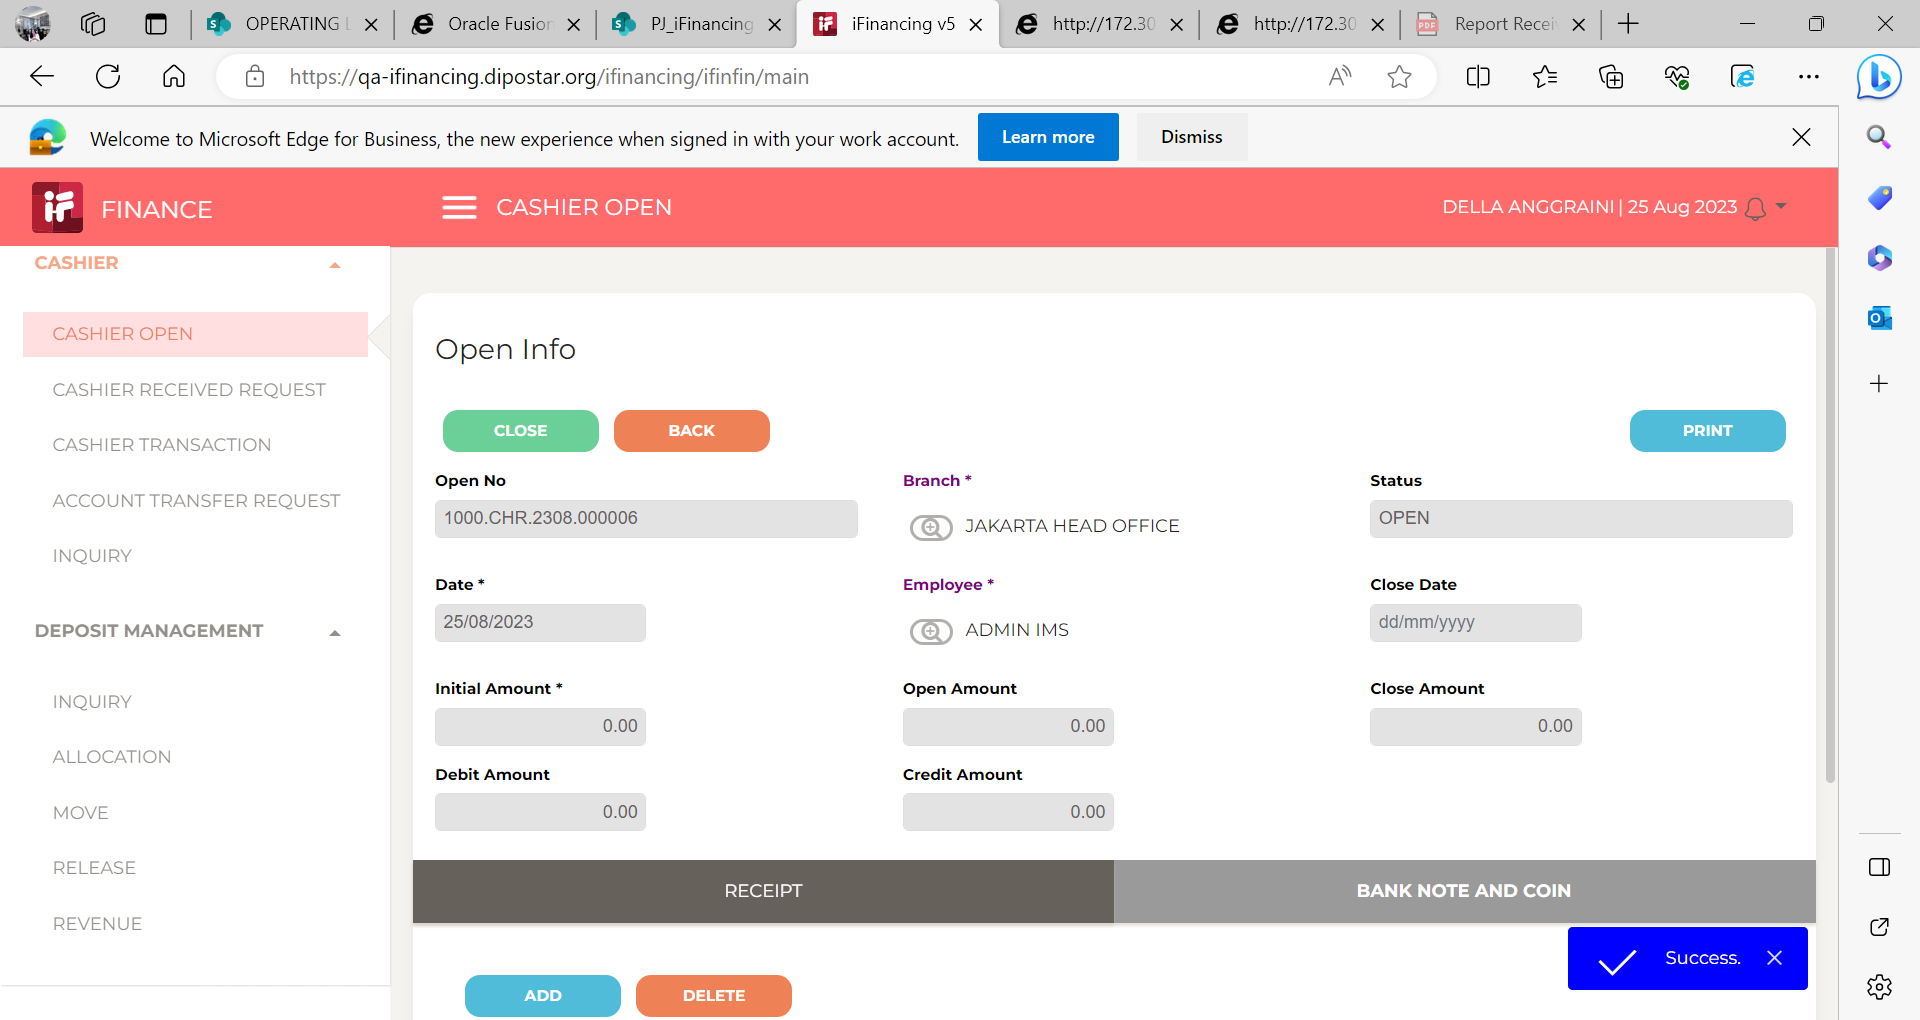 OPERATING L
Oracle Fusion
PJ_iFinancing
iFinancing v5
http://172.30
http://172.30
Report Recei
https://qa-ifinancing.dipostar.org/ifinancing/ifinfin/main
Welcome to Microsoft Edge for Business, the new experience when signed in with your work account.
Learn more
Dismiss
FINANCE
CASHIER OPEN
DELLA ANGGRAINI | 25 Aug 2023
CASHIER
CASHIER OPEN
CASHIER RECEIVED REQUEST
CASHIER TRANSACTION
ACCOUNT TRANSFER REQUEST
INQUIRY
DEPOSIT MANAGEMENT
INQUIRY
ALLOCATION
MOVE
RELEASE
REVENUE
Open Info
CLOSE
BACK
PRINT
Open No
Branch *
Status
1000.CHR.2308.000006
JAKARTA HEAD OFFICE
OPEN
Date *
Employee *
Close Date
25/08/2023
ADMIN IMS
dd/mm/yyyy
Initial Amount *
Open Amount
Close Amount
0.00
0.00
0.00
Debit Amount
Credit Amount
0.00
0.00
RECEIPT
BANK NOTE AND COIN
Success.
ADD
DELETE